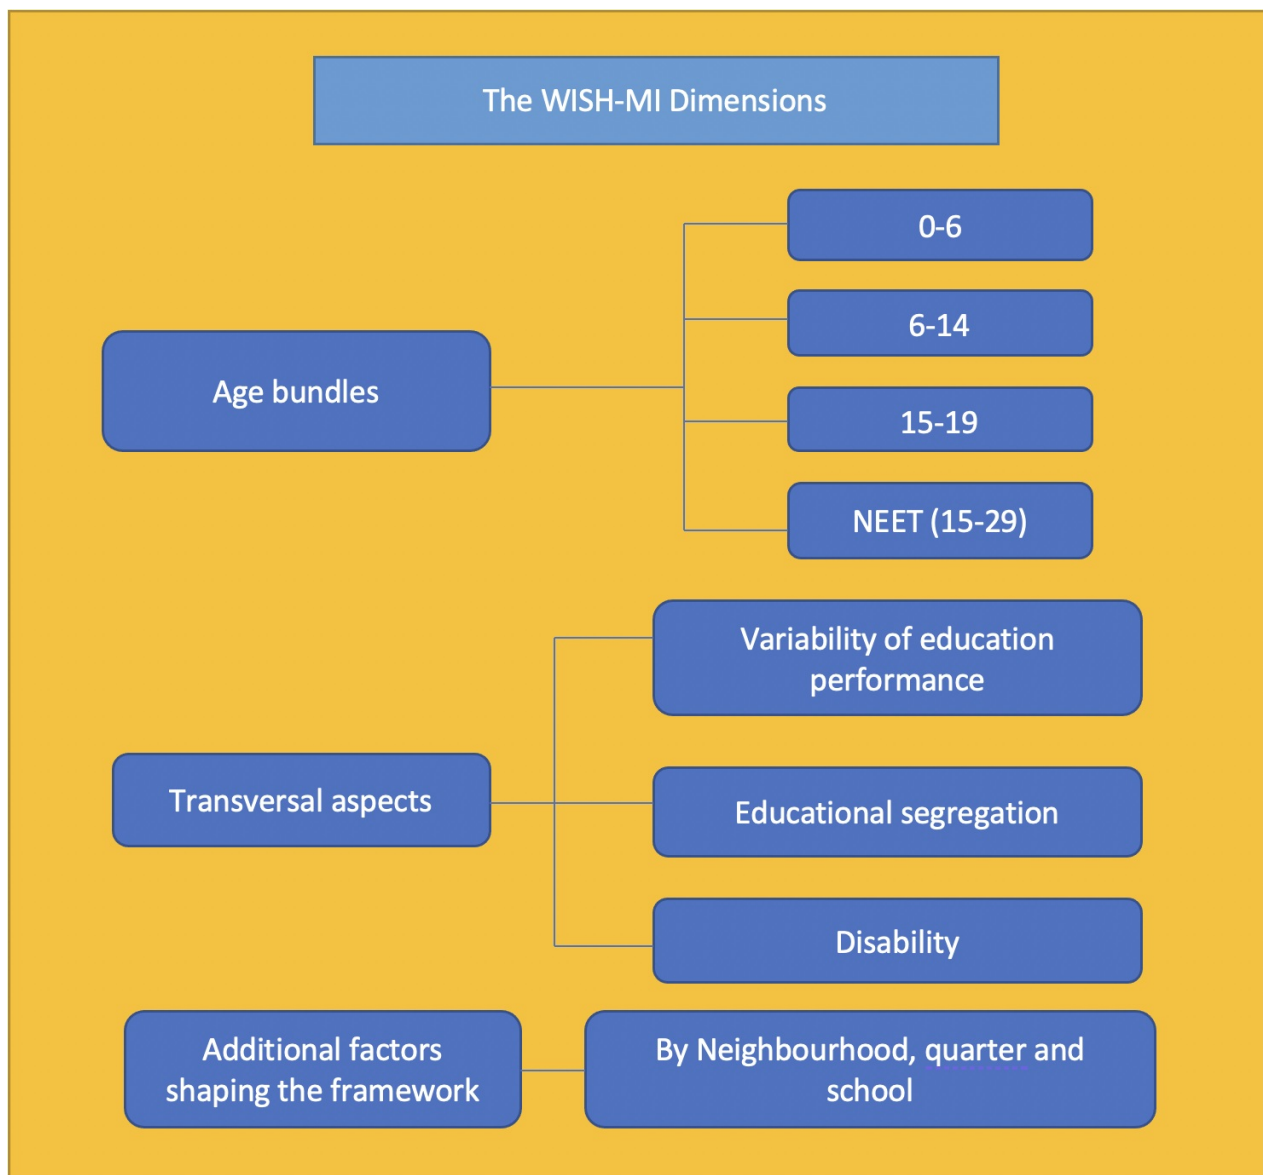 The WISH-MI Dimensions
0-6
6-14
Age bundles
15-19
NEET (15-29)
Variability of education
performance
Transversal aspects
Educational segregation
Disability
Additional factors
shaping the framework
By Neighbourhood, quarter and
school